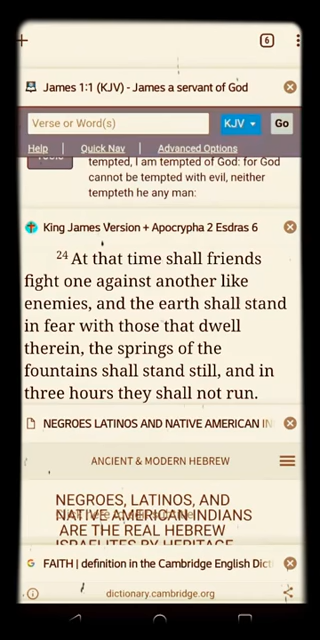 6
James 1:1 (KJV) - James a servant of God
Verse or Word(s)
KJV
Go
Help | Quick Nav | Advanced Options
Tools
tempted, I am tempted of God: for God
cannot be tempted with evil, neither
tempteth he any man:
King James Version + Apocrypha 2 Esdras 6
24 At that time shall friends
fight one against another like
enemies, and the earth shall stand
in fear with those that dwell
therein, the springs of the
fountains shall stand still, and in
three hours they shall not run.
NEGROES LATINOS AND NATIVE AMERICAN IN
ANCIENT & MODERN HEBREW
NEGROES, LATINOS, AND
NATIVE AMERICAN INDIANS
ARE THE REAL HEBREW
ISRAELITES BY HERITAGE
FAITH | definition in the Cambridge English Dict
dictionary.cambridge.org